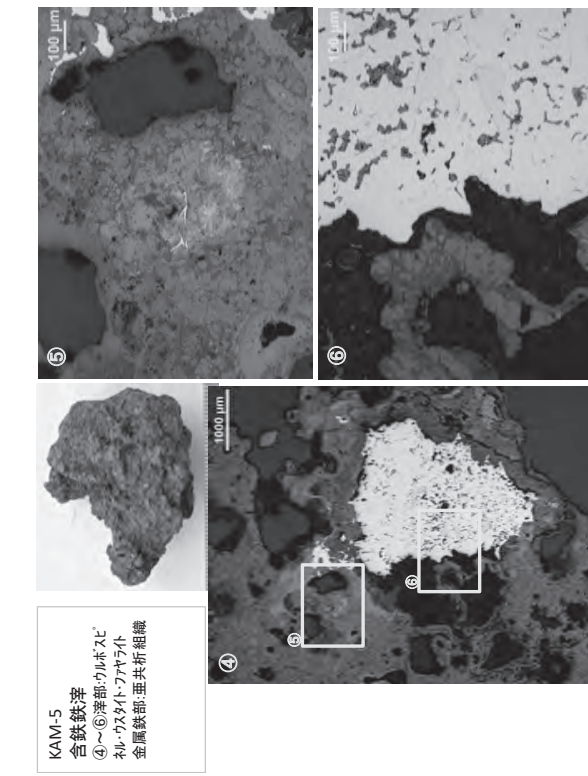 KAM-5
含鉄鉄滓
④～⑥滓部:ウルボスピ
ネル・ウスタイト・ファヤライト
金属鉄部:亜共析組織
④
1000 μm
⑤
⑥
⑤
100 μm
⑥
100 μm